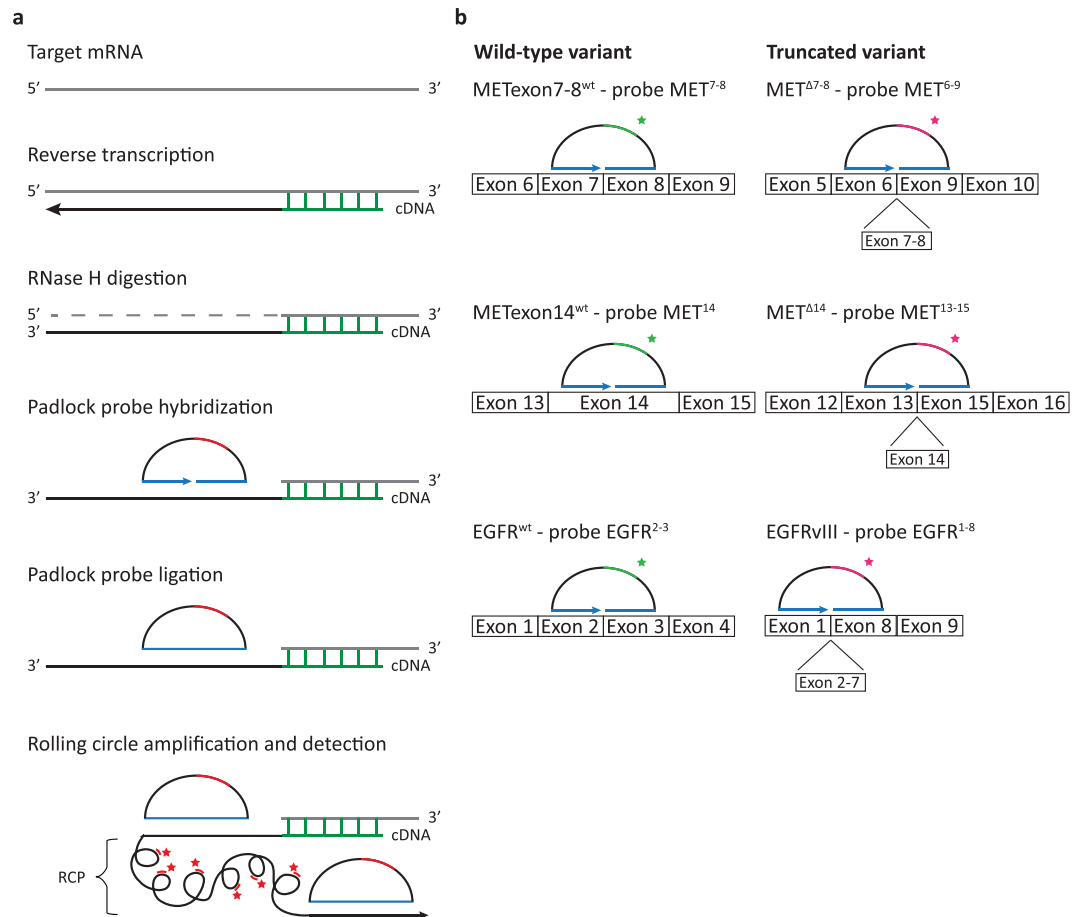 a
Target mRNA
5’ 3’
Reverse transcription
5’ 3’
cDNA
RNase H digestion
5’ 3’
3’ cDNA
Padlock probe hybridization
3’ cDNA
Padlock probe ligation
3’ cDNA
Rolling circle amplification and detection
3’
cDNA
RCP
b
Wild-type variant
Truncated variant
METexon7-8ʷᵗ - probe MET⁷⁻⁸
Exon 6 Exon 7 Exon 8 Exon 9
MET^Δ7-8 - probe MET⁶⁻⁹
Exon 5 Exon 6 Exon 9 Exon 10
Exon 7-8
METexon14ʷᵗ - probe MET¹⁴
Exon 13 Exon 14 Exon 15
MET^Δ14 - probe MET¹³⁻¹⁵
Exon 12 Exon 13 Exon 15 Exon 16
Exon 14
EGFRʷᵗ - probe EGFR²⁻³
Exon 1 Exon 2 Exon 3 Exon 4
EGFRvIII - probe EGFR¹⁻⁸
Exon 1 Exon 8 Exon 9
Exon 2-7